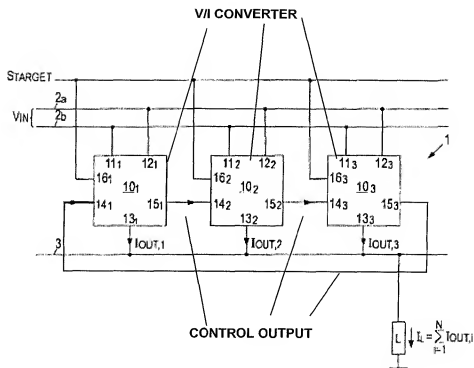 V/I CONVERTER
STARGET
2a
VIN
2b
1
11₁ 12₁ 11₂ 12₂ 11₃ 12₃
16₁ 16₂ 16₃
10₁ 10₂ 10₃
14₁ 15₁ 14₂ 15₂ 14₃ 15₃
13₁ 13₂ 13₃
3
IOUT,1 IOUT,2 IOUT,3
CONTROL OUTPUT
L IL = ∑ᴺᵢ₌₁ IOUT,i